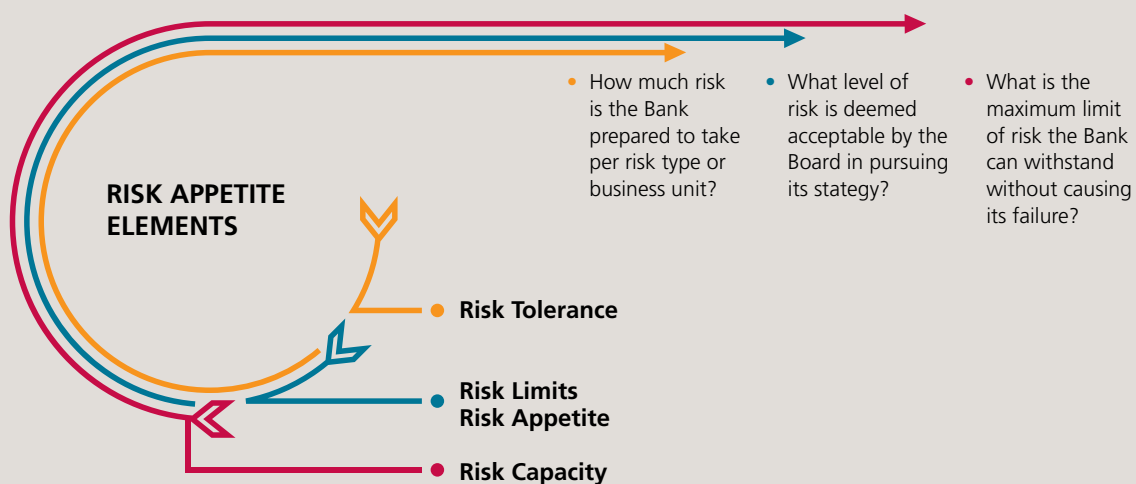 How much risk
is the Bank
prepared to take
per risk type or
business unit?
What level of
risk is deemed
acceptable by the
Board in pursuing
its stategy?
What is the
maximum limit
of risk the Bank
can withstand
without causing
its failure?
RISK APPETITE
ELEMENTS
Risk Tolerance
Risk Limits
Risk Appetite
Risk Capacity